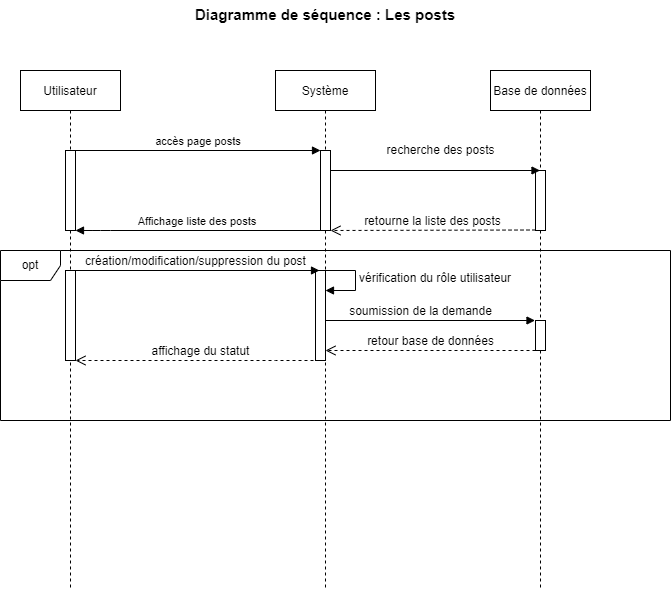 Diagramme de séquence : Les posts
Utilisateur
Système
Base de données
accès page posts
recherche des posts
Affichage liste des posts
retourne la liste des posts
opt
création/modification/suppression du post
vérification du rôle utilisateur
soumission de la demande
retour base de données
affichage du statut